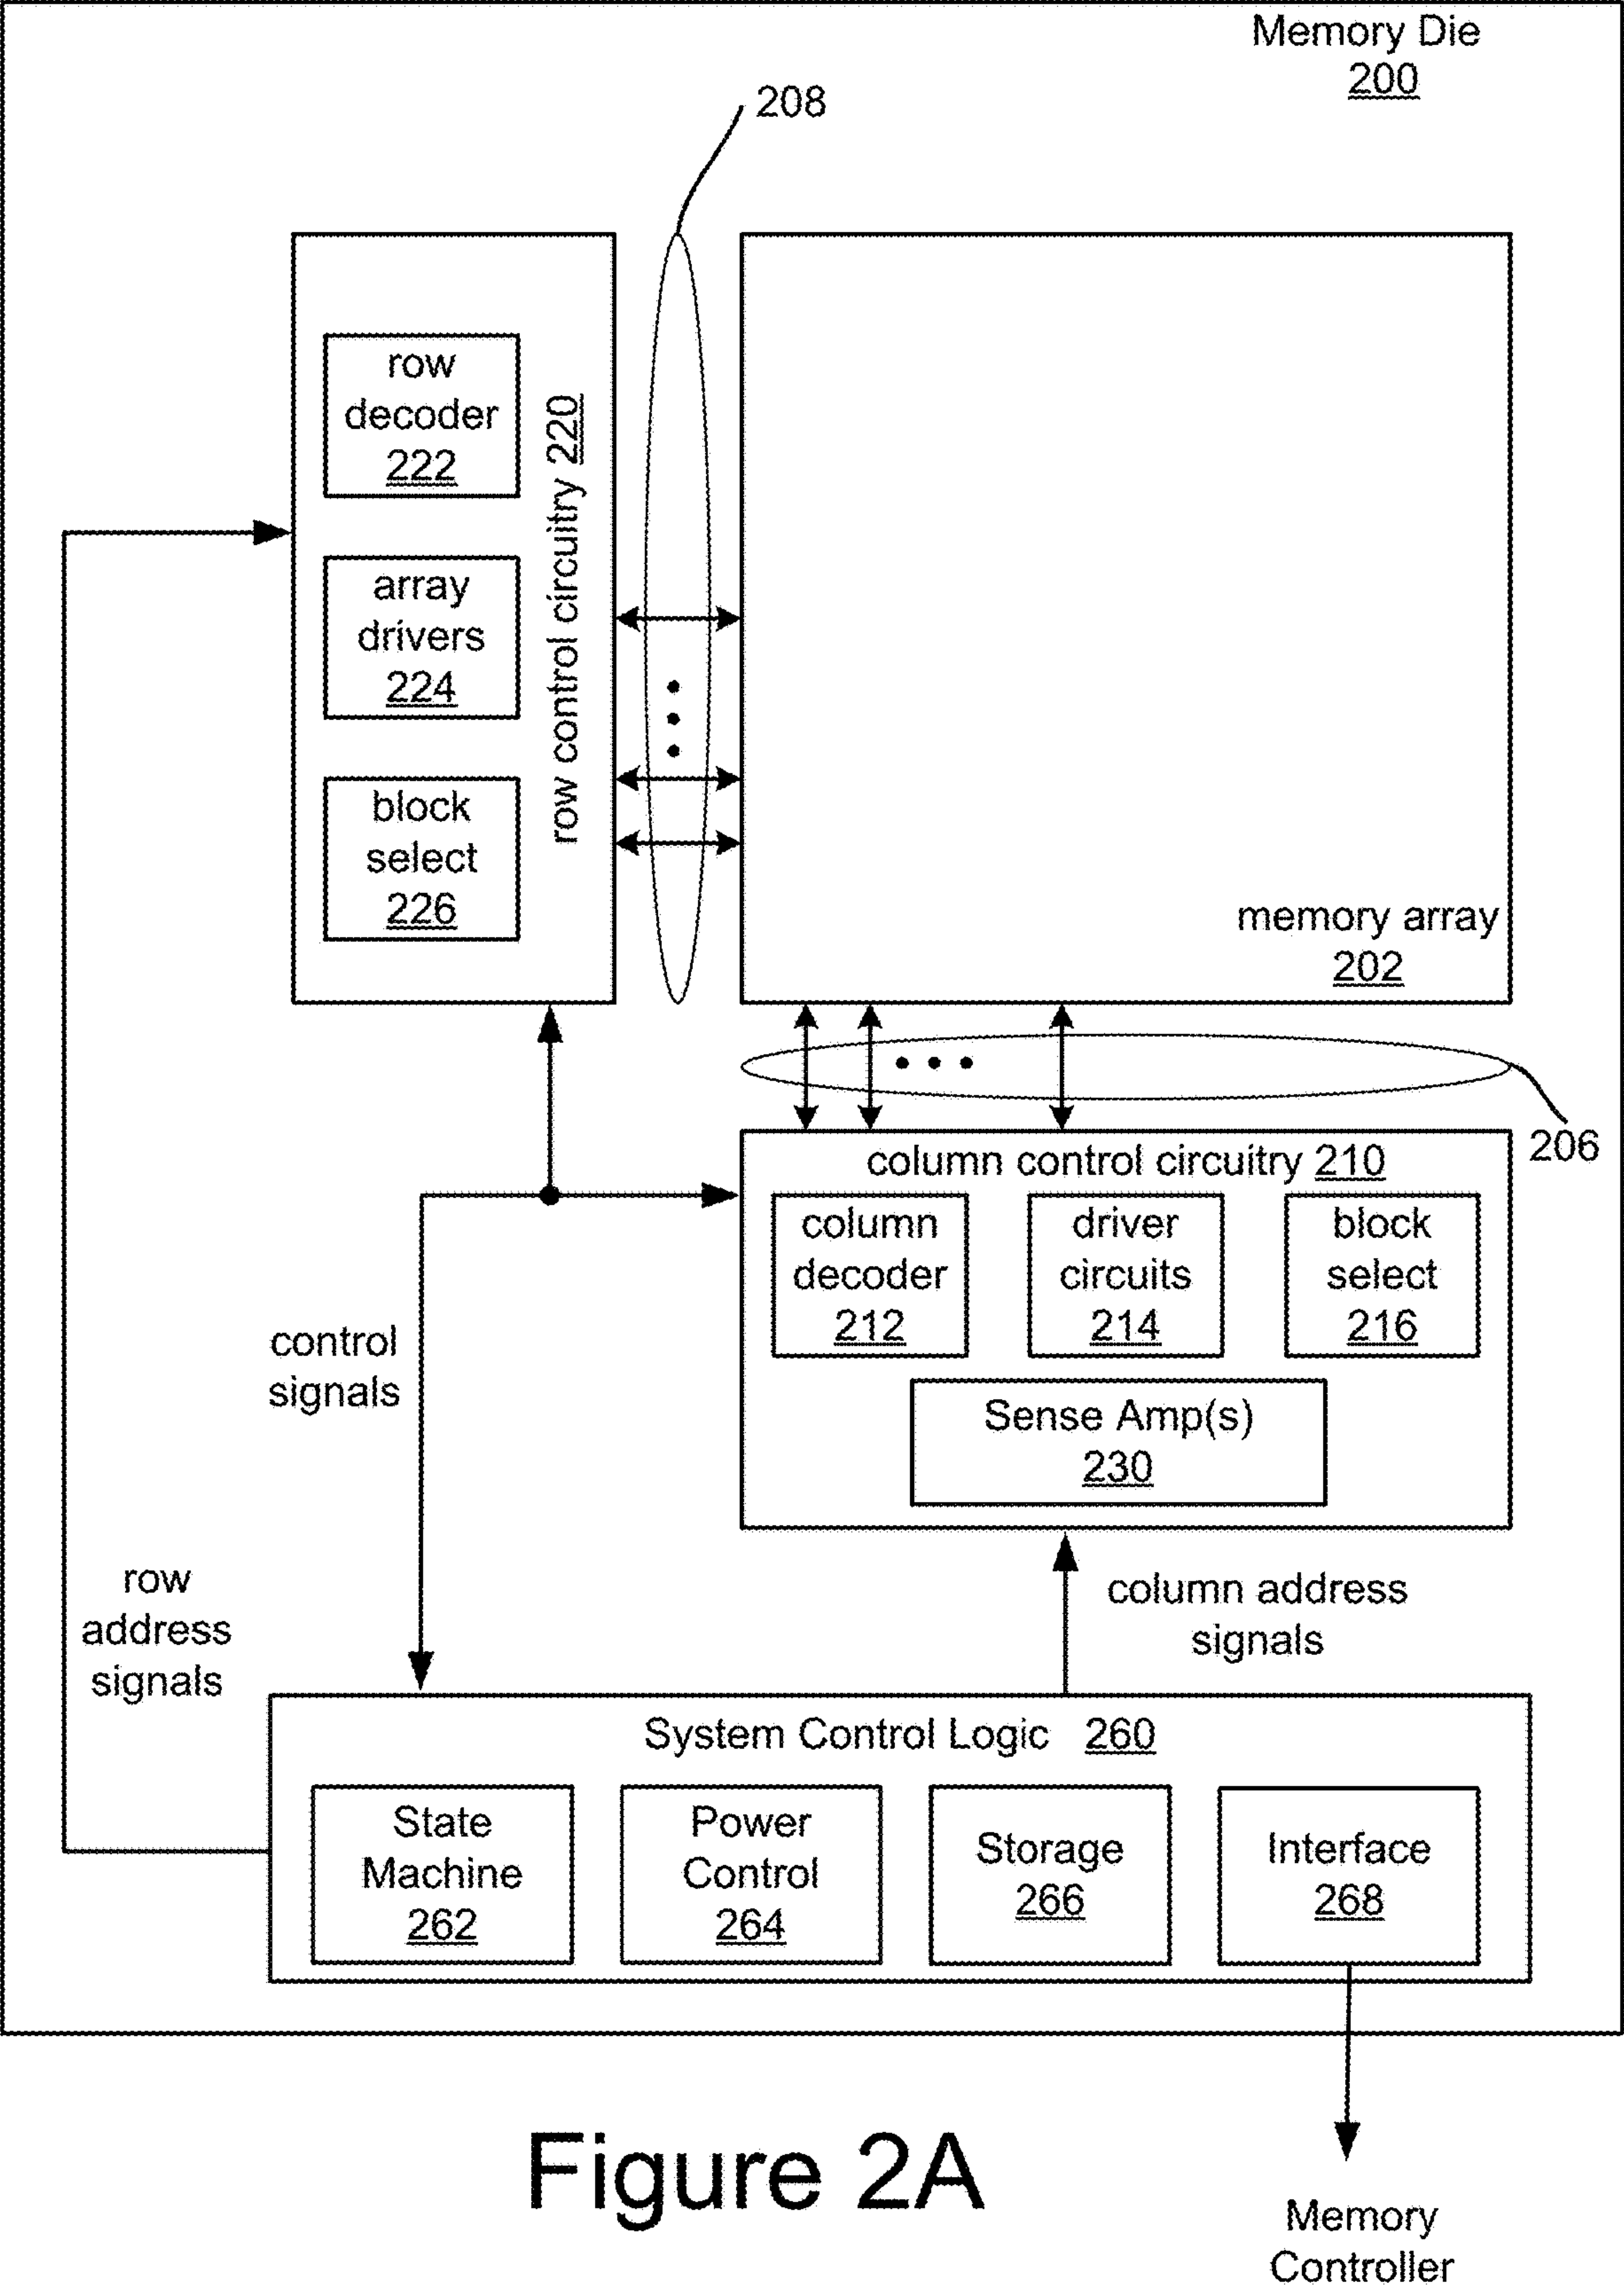 Memory Die
200
208
row
decoder
222
array
drivers
224
block
select
226
row control circuitry 220
memory array
202
206
column control circuitry 210
column
decoder
212
driver
circuits
214
block
select
216
Sense Amp(s)
230
control
signals
row
address
signals
column address
signals
System Control Logic 260
State
Machine
262
Power
Control
264
Storage
266
Interface
268
Figure 2A
Memory
Controller